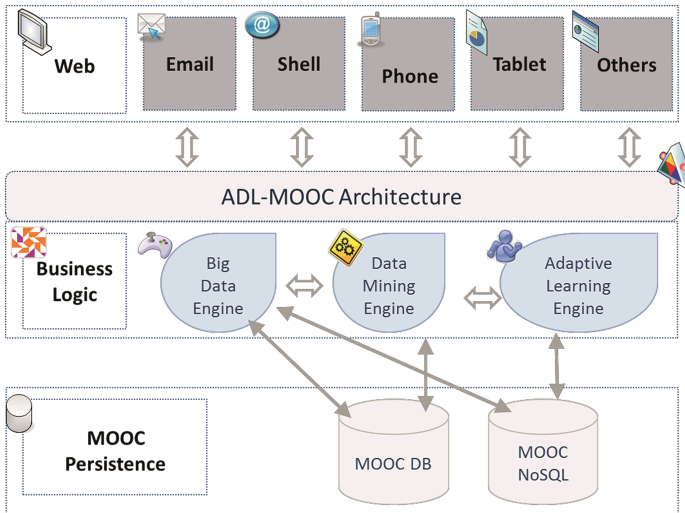 Web
Email
Shell
Phone
Tablet
Others
@
ADL-MOOC Architecture
Business
Logic
Big
Data
Engine
Data
Mining
Engine
Adaptive
Learning
Engine
MOOC
Persistence
MOOC DB
MOOC
NoSQL